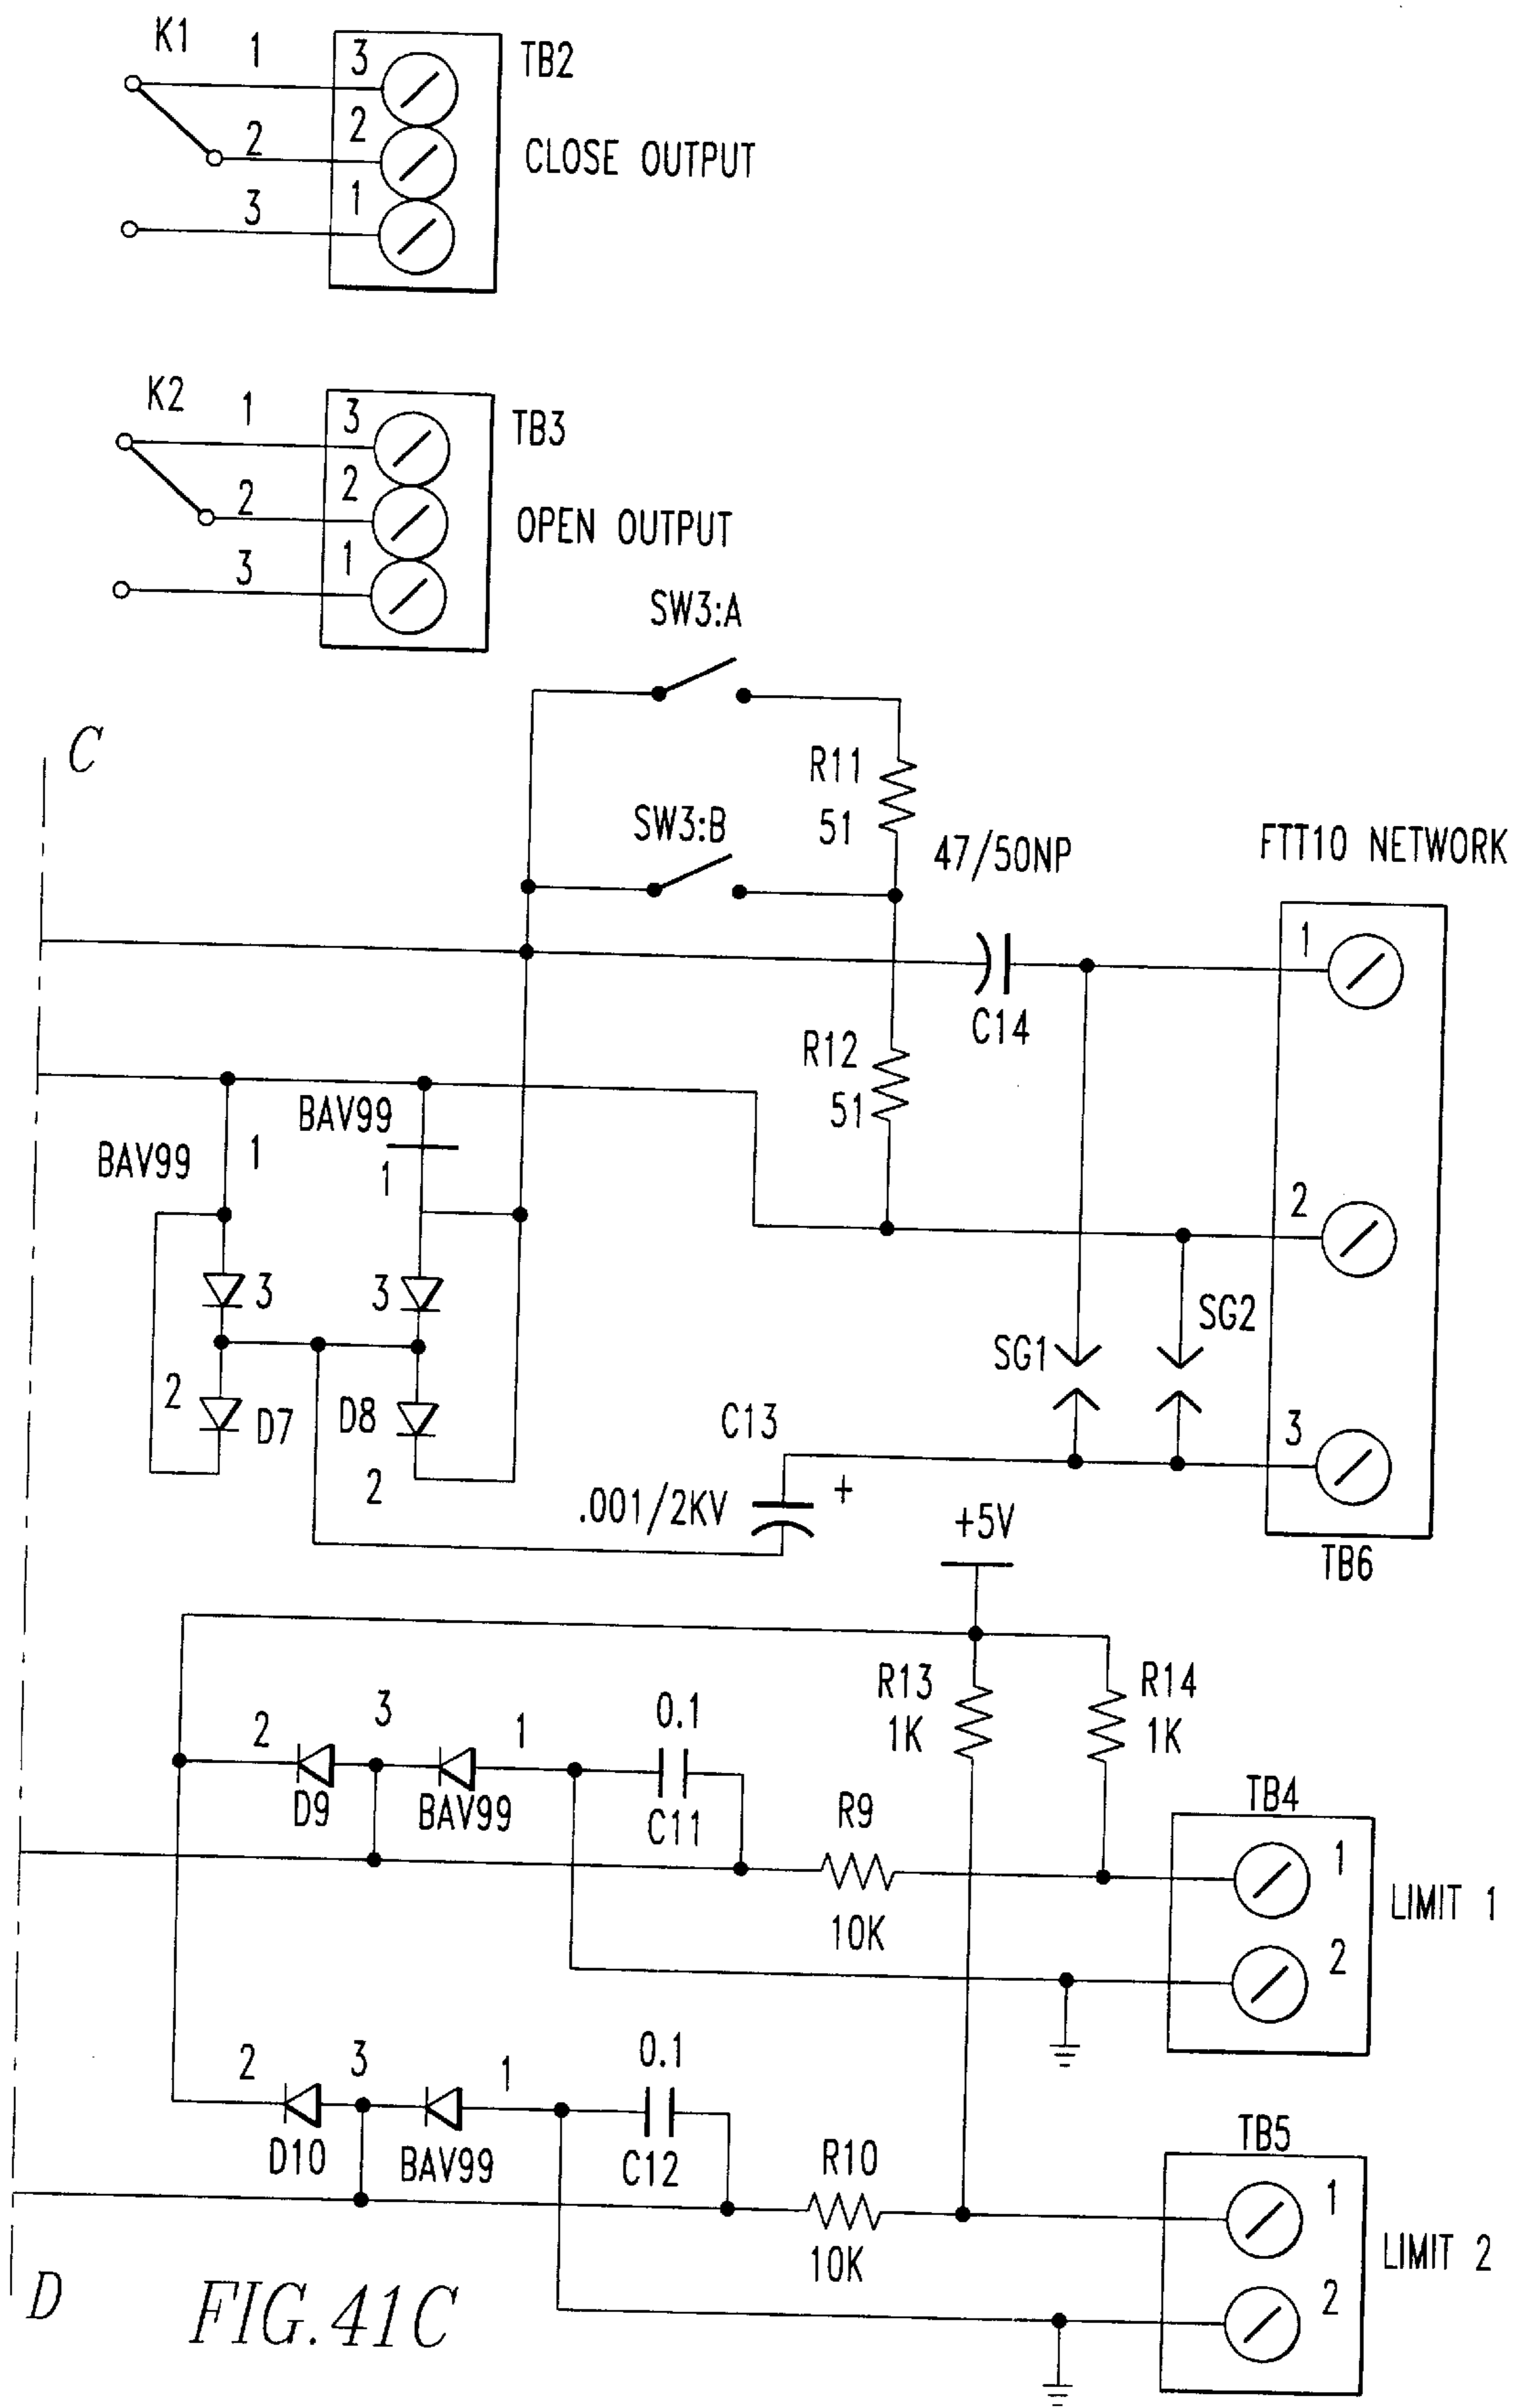 K1
1
3
TB2
2
2
CLOSE OUTPUT
3
1
K2
1
3
TB3
2
2
OPEN OUTPUT
3
1
SW3:A
C
R11
51
SW3:B
47/50NP
FTT10 NETWORK
1
C14
R12
51
BAV99
1
BAV99
1
2
3
3
SG2
SG1
2
D7
D8
2
C13
3
.001/2KV
+
+5V
TB6
R13
1K
R14
1K
2
3
1
0.1
D9
BAV99
C11
R9
10K
TB4
1
LIMIT 1
2
2
3
1
0.1
D10
BAV99
C12
R10
10K
TB5
1
LIMIT 2
2
D
FIG. 41C